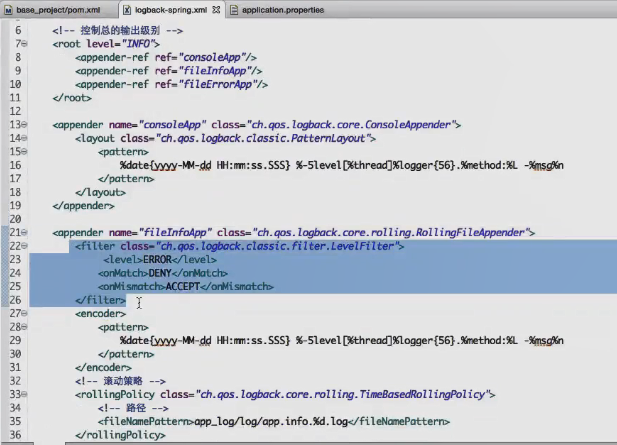 base_project/pom.xml logback-spring.xml application.properties
6 <!-- 控制总的输出级别 -->
7 <root level="INFO">
8 <appender-ref ref="consoleApp"/>
9 <appender-ref ref="fileInfoApp"/>
10 <appender-ref ref="fileErrorApp"/>
11 </root>
12
13 <appender name="consoleApp" class="ch.qos.logback.core.ConsoleAppender">
14 <layout class="ch.qos.logback.classic.PatternLayout">
15 <pattern>
16 %date{yyyy-MM-dd HH:mm:ss.SSS} %-5level[%thread]%logger{56}.%method:%L -%msg%n
17 </pattern>
18 </layout>
19 </appender>
20
21 <appender name="fileInfoApp" class="ch.qos.logback.core.rolling.RollingFileAppender">
22 <filter class="ch.qos.logback.classic.filter.LevelFilter">
23 <level>ERROR</level>
24 <onMatch>DENY</onMatch>
25 <onMismatch>ACCEPT</onMismatch>
26 </filter>
27 <encoder>
28 <pattern>
29 %date{yyyy-MM-dd HH:mm:ss.SSS} %-5level[%thread]%logger{56}.%method:%L -%msg%n
30 </pattern>
31 </encoder>
32 <!-- 滚动策略 -->
33 <rollingPolicy class="ch.qos.logback.core.rolling.TimeBasedRollingPolicy">
34 <!-- 路径 -->
35 <fileNamePattern>app_log/log/app.info.%d.log</fileNamePattern>
36 </rollingPolicy>